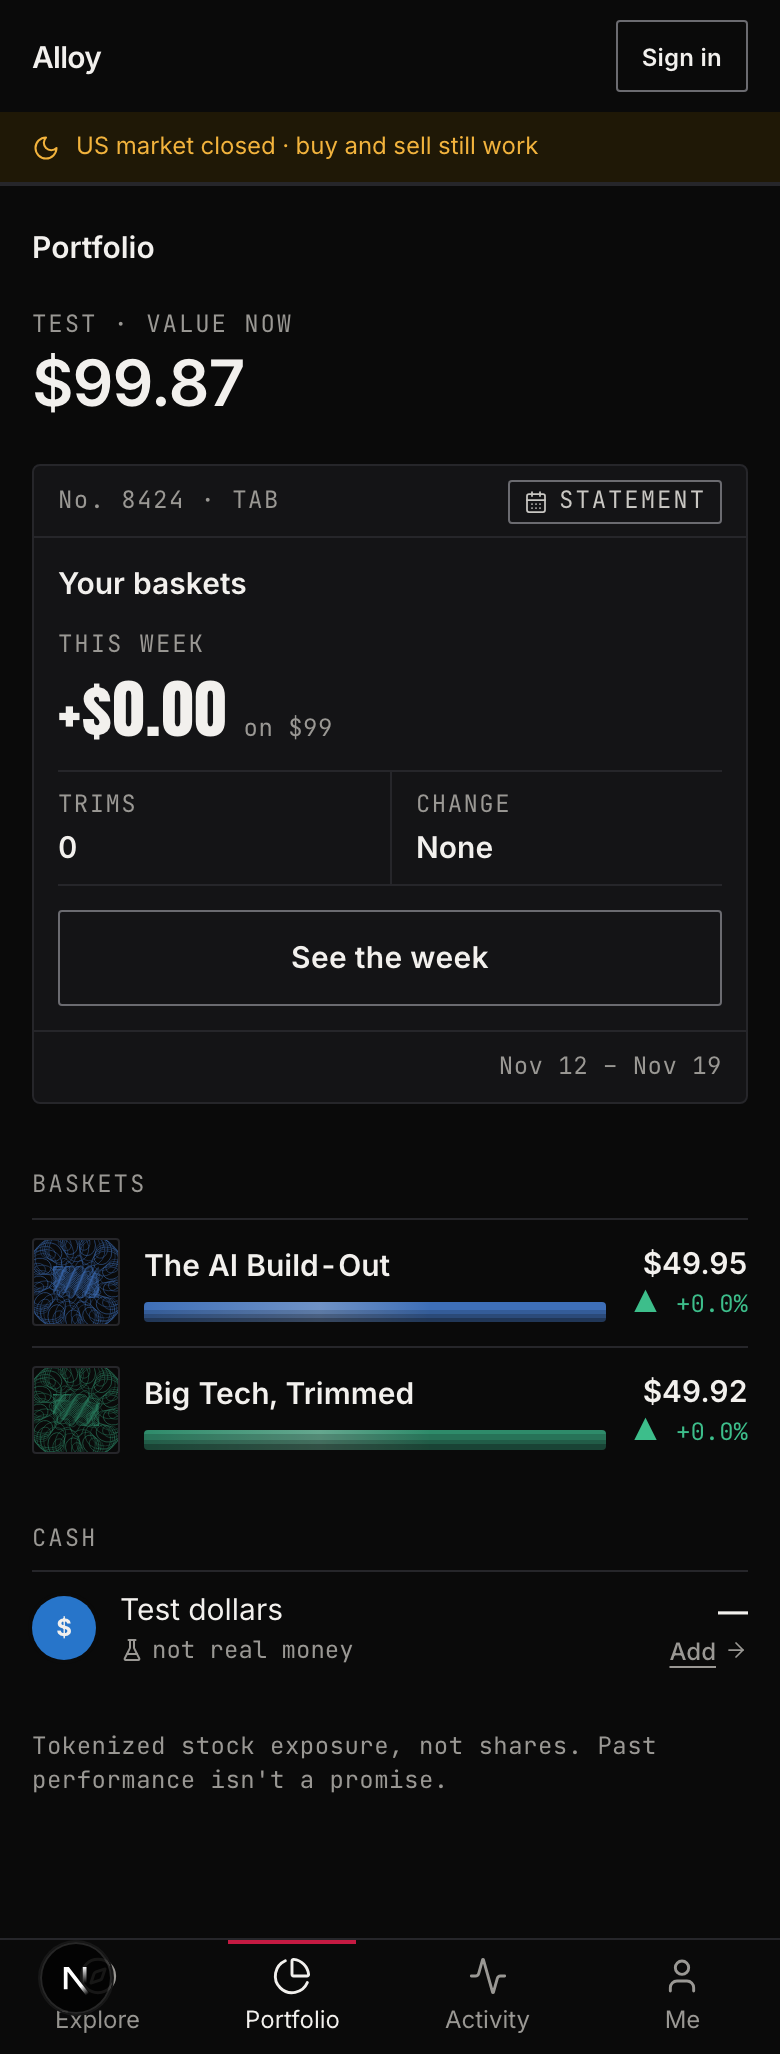 Alloy
Sign in
US market closed · buy and sell still work
Portfolio
TEST · VALUE NOW
$99.87
No. 8424 · TAB
STATEMENT
Your baskets
THIS WEEK
+$0.00 on $99
TRIMS
CHANGE
0
None
See the week
Nov 12 – Nov 19
BASKETS
The AI Build-Out
$49.95
▲ +0.0%
Big Tech, Trimmed
$49.92
▲ +0.0%
CASH
$
Test dollars
—
not real money
Add →
Tokenized stock exposure, not shares. Past
performance isn't a promise.
N
Explore
Portfolio
Activity
Me